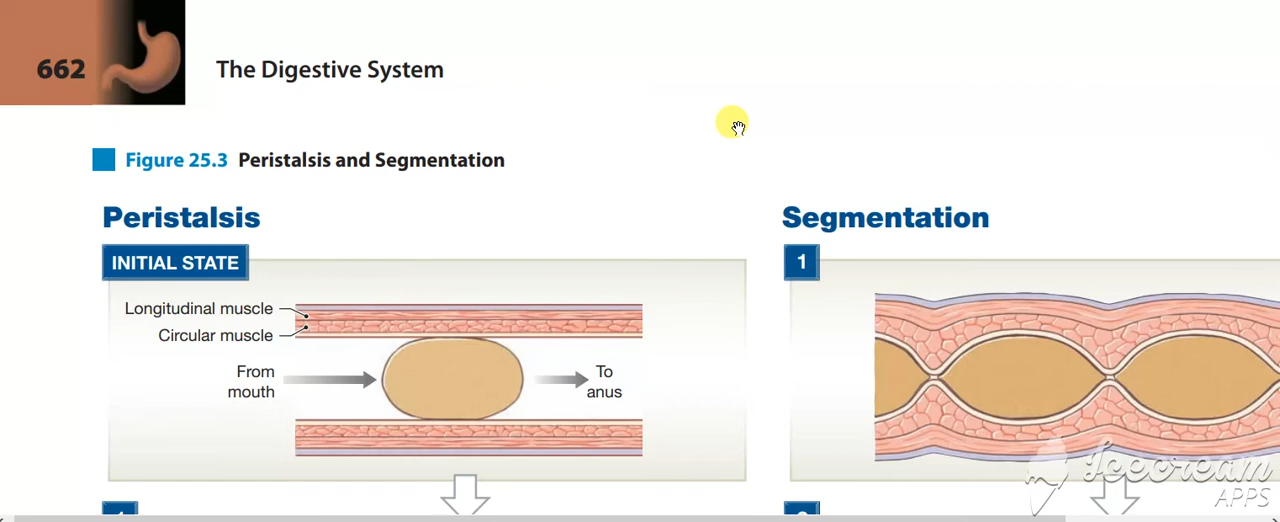 662
The Digestive System
Figure 25.3 Peristalsis and Segmentation
Peristalsis
INITIAL STATE
Longitudinal muscle
Circular muscle
From
mouth
To
anus
Segmentation
1
Icecream
APPS